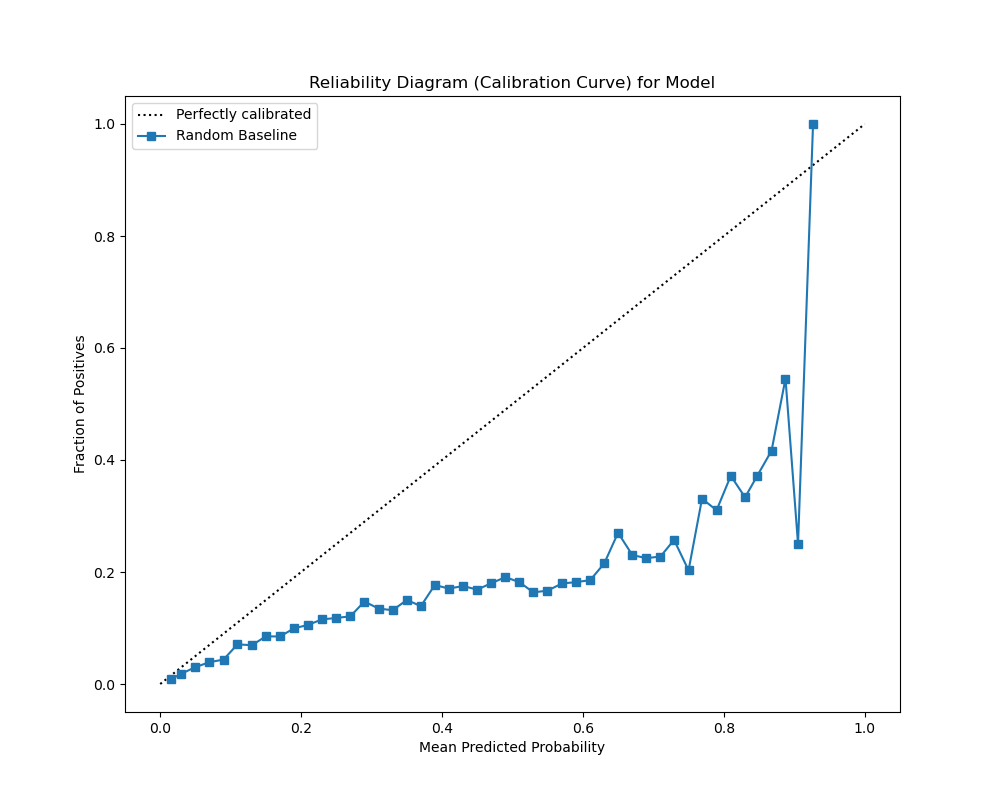 Reliability Diagram (Calibration Curve) for Model
Perfectly calibrated
Random Baseline
1.0
0.8
0.6
0.4
0.2
0.0
Fraction of Positives
0.0 0.2 0.4 0.6 0.8 1.0
Mean Predicted Probability